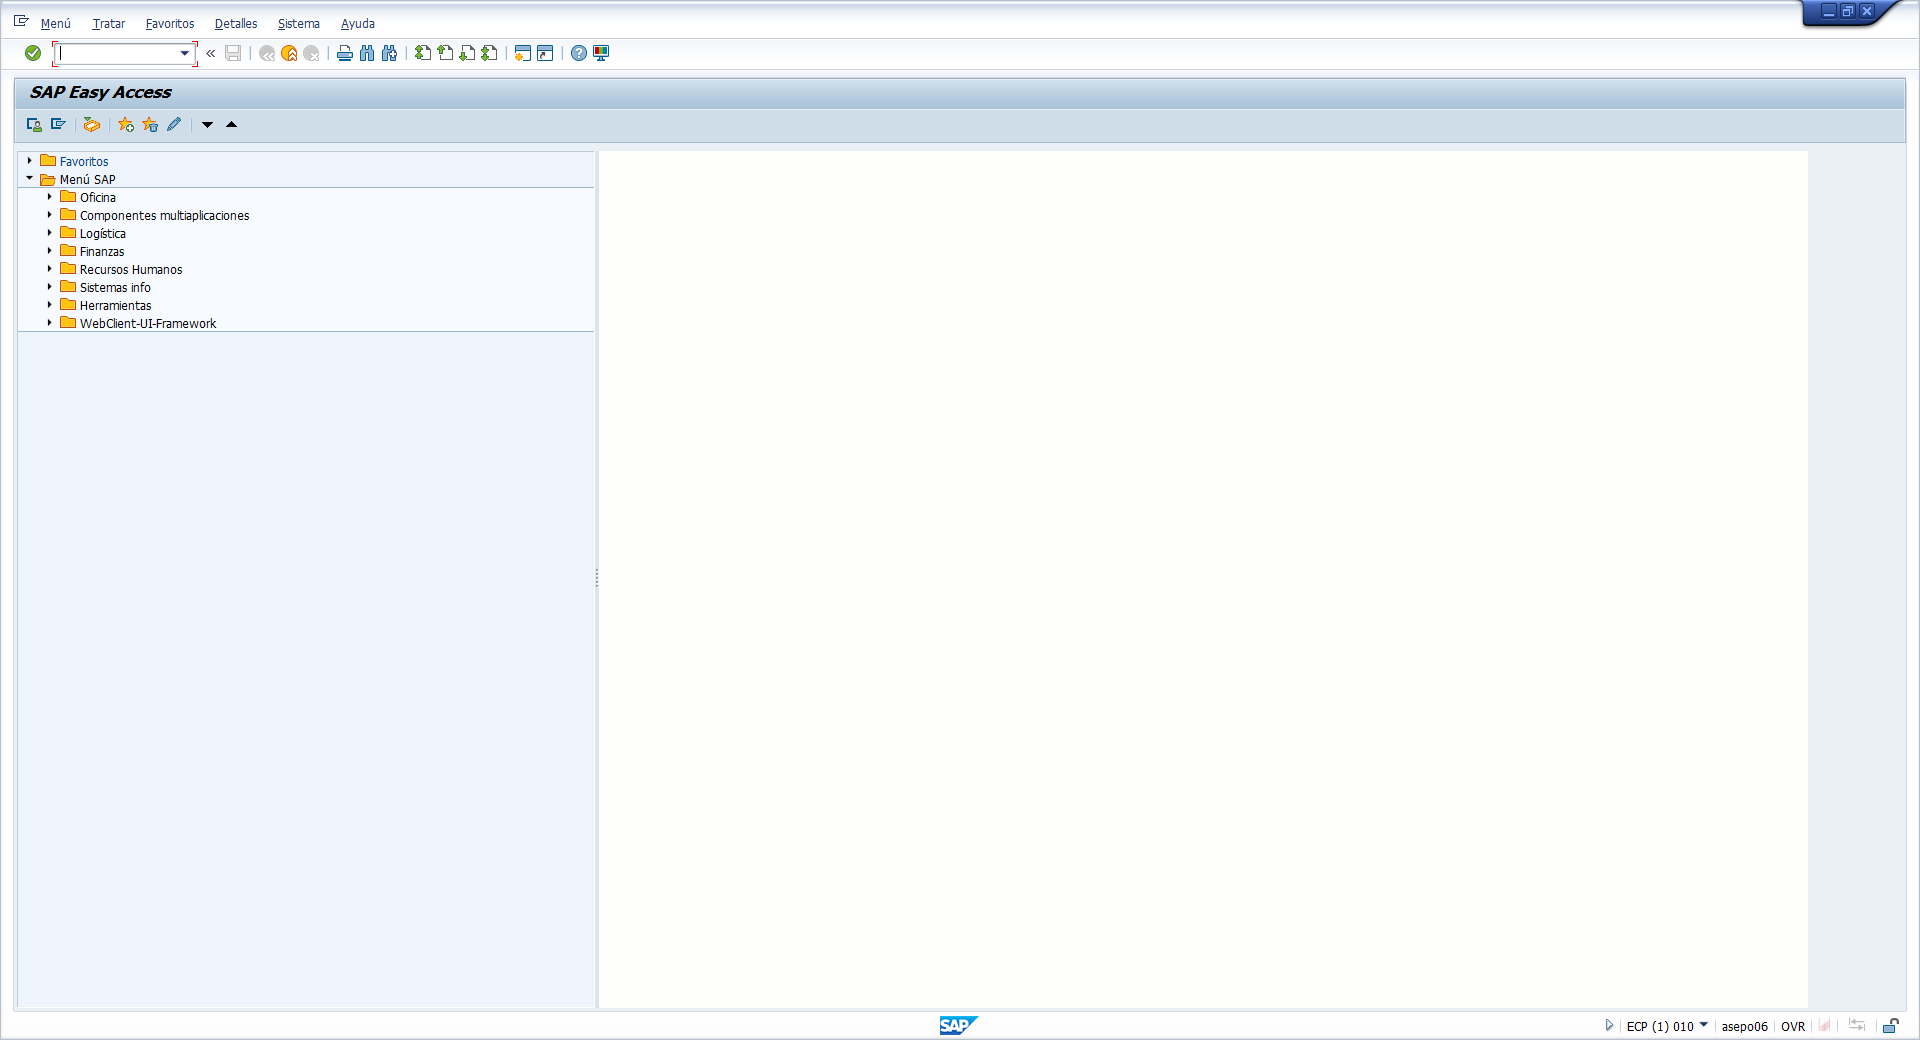 Menú Tratar Favoritos Detalles Sistema Ayuda
SAP Easy Access
Favoritos
Menú SAP
Oficina
Componentes multiaplicaciones
Logística
Finanzas
Recursos Humanos
Sistemas info
Herramientas
WebClient-UI-Framework
SAP ECP (1) 010 asepo06 OVR